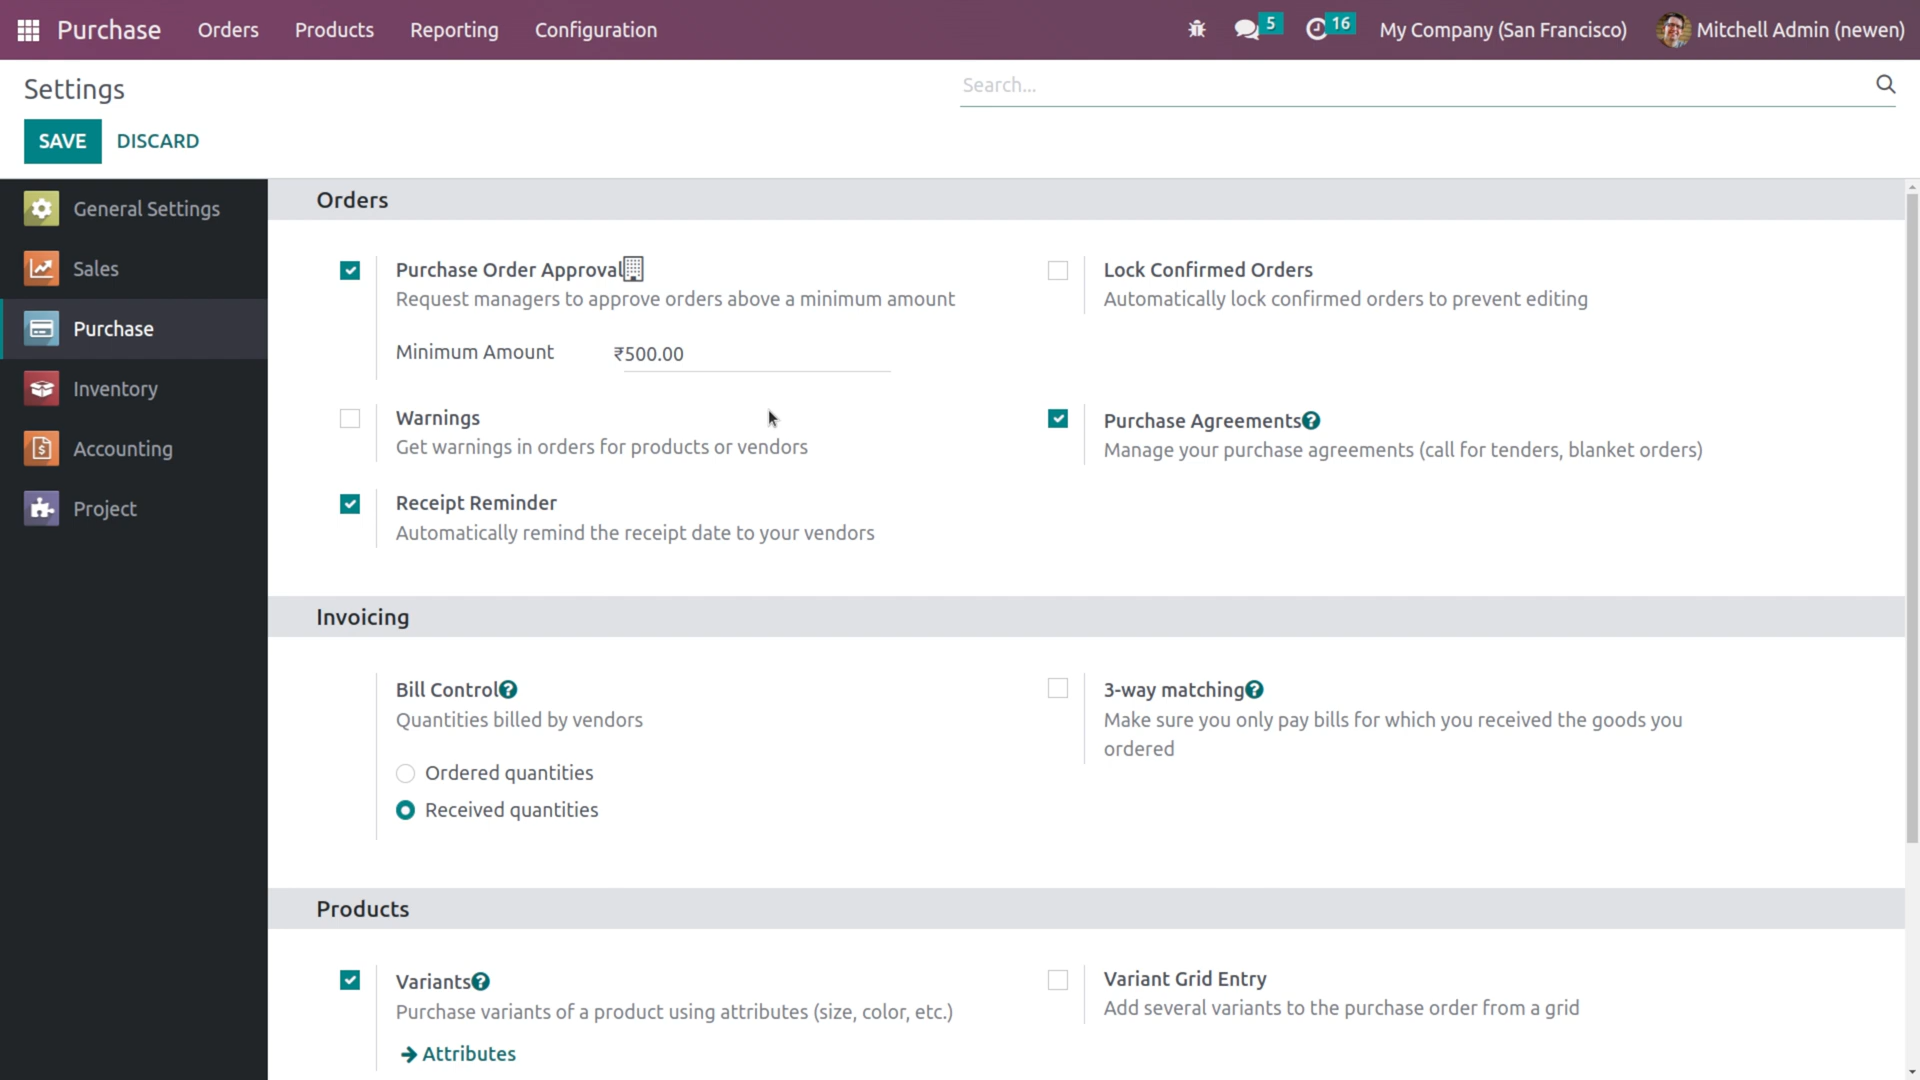 Purchase Orders Products Reporting Configuration 5 16 My Company (San Francisco) Mitchell Admin (newen)
Settings
Search...
SAVE DISCARD
General Settings
Sales
Purchase
Inventory
Accounting
Project
Orders
Purchase Order Approval
Request managers to approve orders above a minimum amount
Minimum Amount ₹500.00
Lock Confirmed Orders
Automatically lock confirmed orders to prevent editing
Warnings
Get warnings in orders for products or vendors
Purchase Agreements
Manage your purchase agreements (call for tenders, blanket orders)
Receipt Reminder
Automatically remind the receipt date to your vendors
Invoicing
Bill Control
Quantities billed by vendors
Ordered quantities
Received quantities
3-way matching
Make sure you only pay bills for which you received the goods you
ordered
Products
Variants
Purchase variants of a product using attributes (size, color, etc.)
Attributes
Variant Grid Entry
Add several variants to the purchase order from a grid